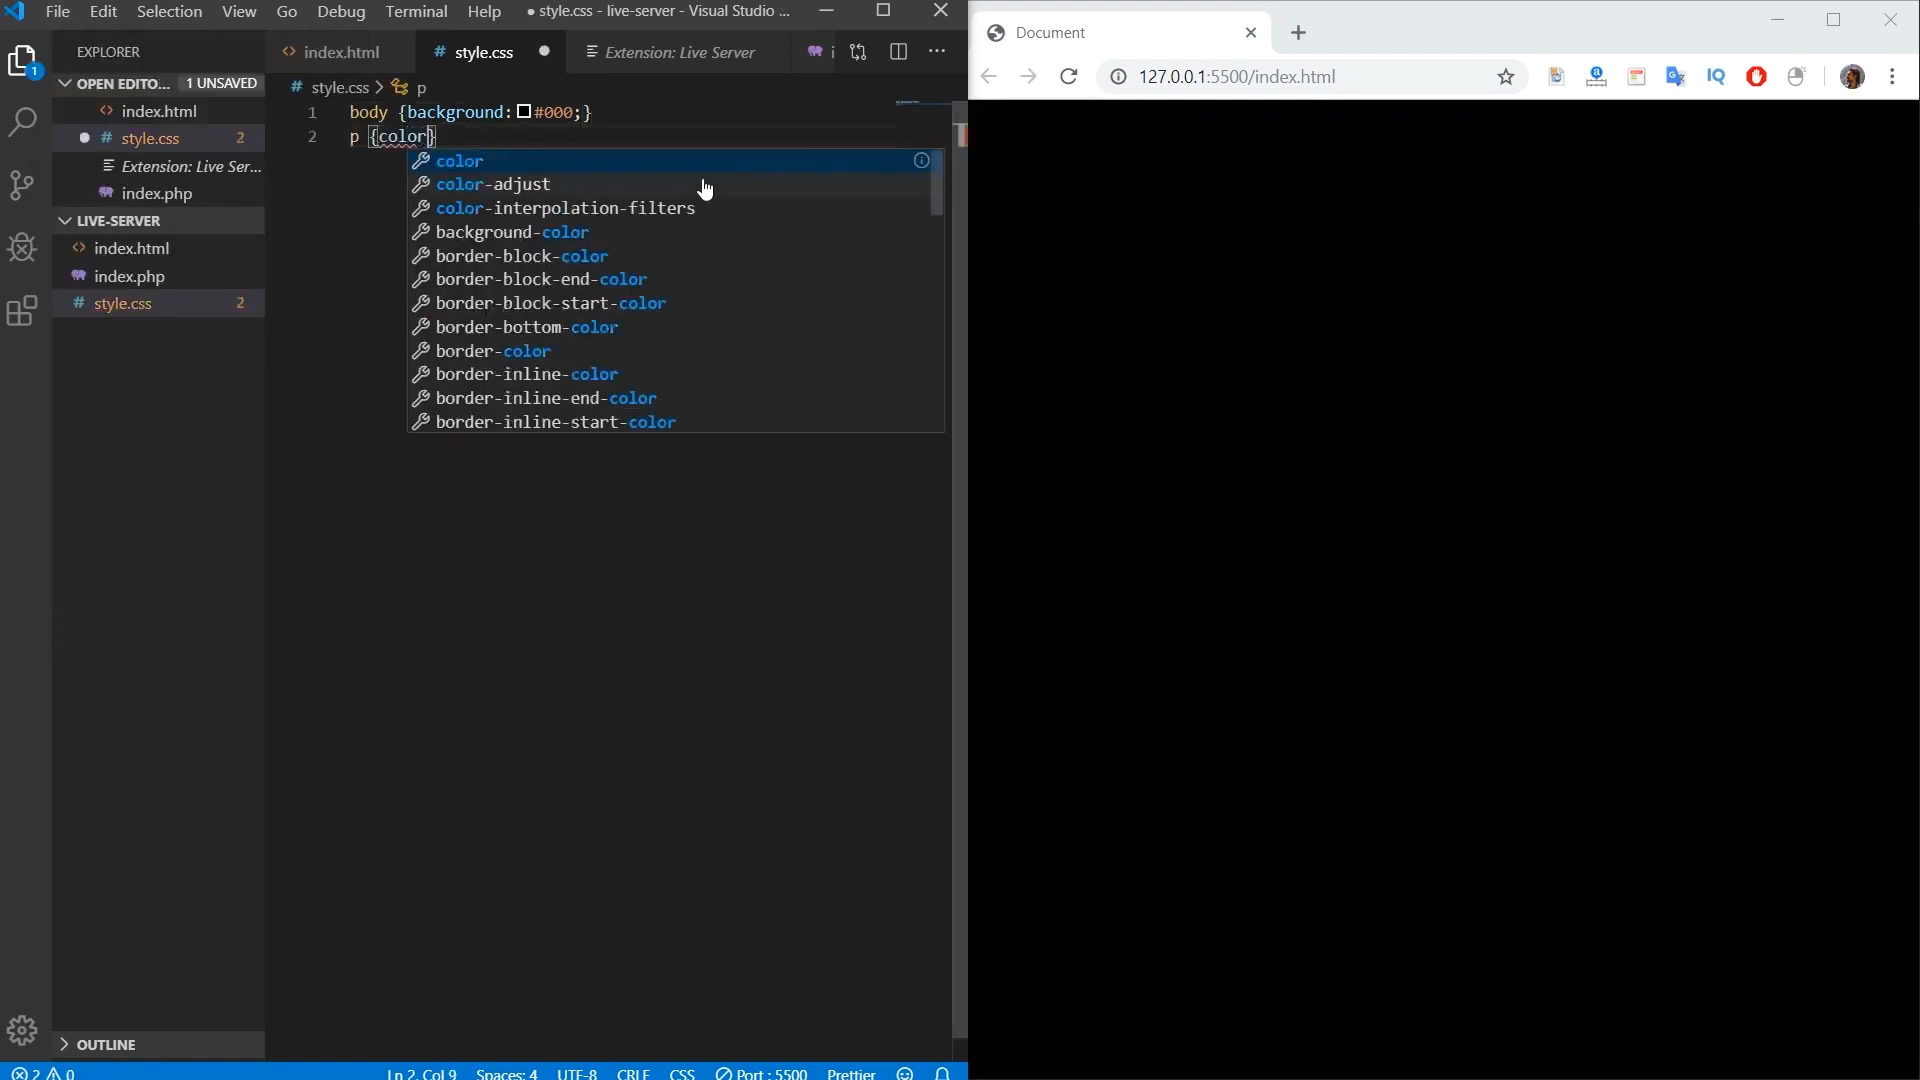 File Edit Selection View Go Debug Terminal Help ● style.css - live-server - Visual Studio ...
EXPLORER
OPEN EDITO... 1 UNSAVED
index.html
# style.css 2
Extension: Live Ser...
index.php
LIVE-SERVER
index.html
index.php
# style.css 2
OUTLINE
1
<> index.html
# style.css
Extension: Live Server
i
# style.css > p
1 body {background: #000;}
2 p {color}
color
color-adjust
color-interpolation-filters
background-color
border-block-color
border-block-end-color
border-block-start-color
border-bottom-color
border-color
border-inline-color
border-inline-end-color
border-inline-start-color
2 0 Ln 2, Col 9 Spaces: 4 UTF-8 CRLF CSS Port : 5500 Prettier
Document
127.0.0.1:5500/index.html
a
G
IQ